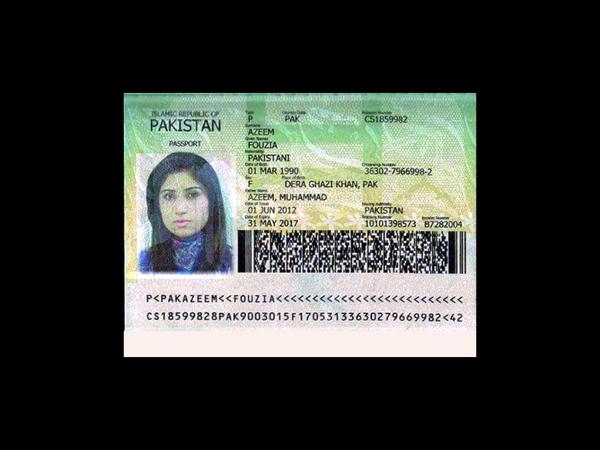 ISLAMIC REPUBLIC OF
PAKISTAN
PASSPORT
Type Country Code Passport Number
P PAK CS1859982
Surname
AZEEM
Given Names
FOUZIA
Nationality
PAKISTANI
Date of Birth Citizenship Number
01 MAR 1990 36302-7966998-2
Sex Place of Birth
F DERA GHAZI KHAN, PAK
Father Name
AZEEM, MUHAMMAD
Date of Issue Issuing Authority
01 JUN 2012 PAKISTAN
Date of Expiry Tracking Number Booklet Number
31 MAY 2017 10101398573 B7282004
P<PAKAZEEM<<FOUZIA<<<<<<<<<<<<<<<<<<<<<<<<<<
CS18599828PAK9003015F17053133630279669982<42